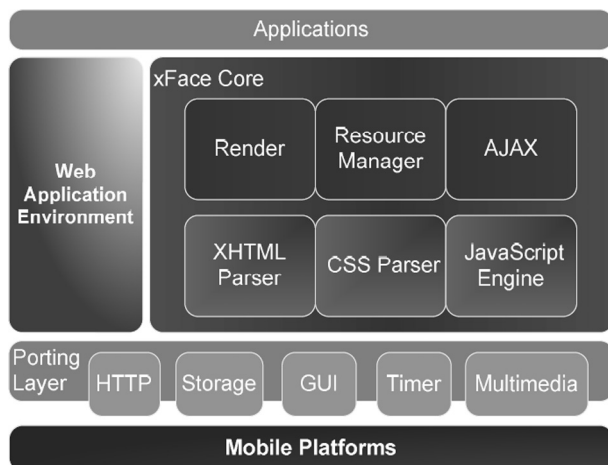 Applications
xFace Core
Render
Resource
Manager
AJAX
Web
Application
Environment
XHTML
Parser
CSS Parser
JavaScript
Engine
Porting
Layer
HTTP
Storage
GUI
Timer
Multimedia
Mobile Platforms